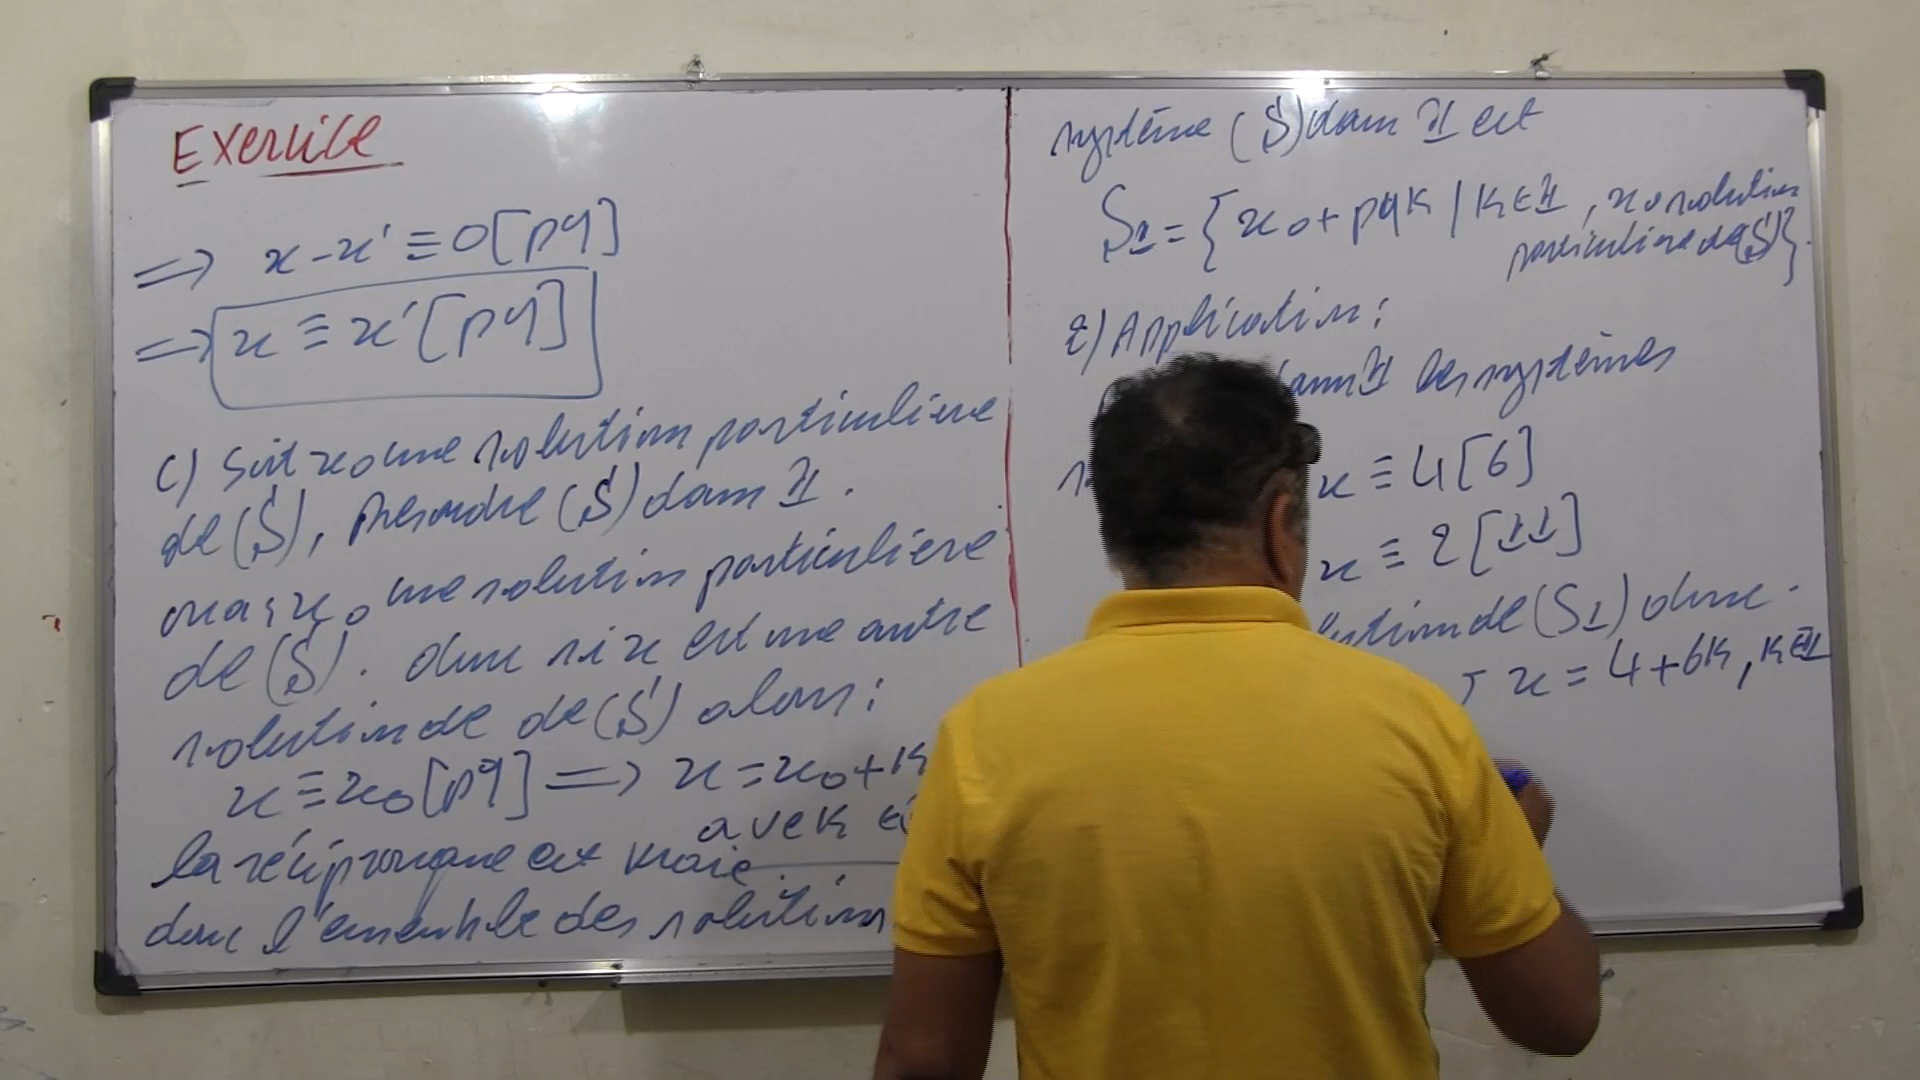 Exercice
=> x - x' ≡ 0 [pq]
=> x ≡ x' [pq]
c) Soit x₀ une solution particulière
de (S), résoudre (S) dans ℤ.
on a : x₀ une solution particulière
de (S). donc si x est une autre
solution de de (S) alors :
x ≡ x₀ [pq] => x = x₀ + k
avec k ∈
la réciproque est vraie
donc l'ensemble des solutions
système (S) dans ℤ est
S₁ = { x₀ + pqk / k ∈ ℤ, x₀ solution
particulière de (S) }.
2) Application :
dans ℤ les systèmes
x ≡ 4 [6]
x ≡ 2 [11]
de (S₁) donc
x = 4 + 6k, k ∈ ℤ